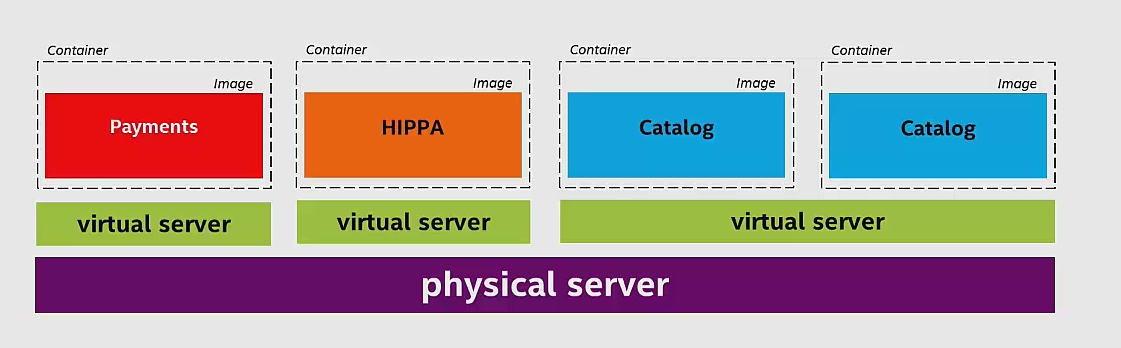 Container
Container
Container
Container
Image
Image
Image
Image
Payments
HIPPA
Catalog
Catalog
virtual server
virtual server
virtual server
physical server